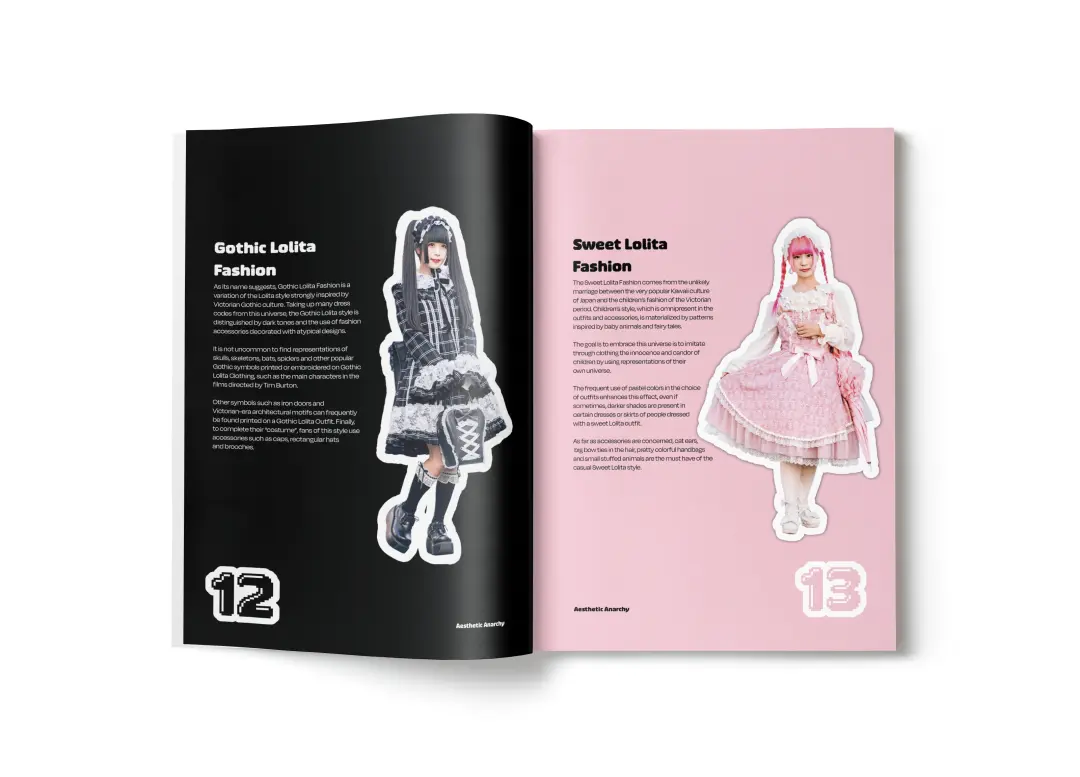 Gothic Lolita
Fashion
As its name suggests, Gothic Lolita Fashion is a
variation of the Lolita style strongly inspired by
Victorian Gothic culture. Taking up many dress
codes from this universe, the Gothic Lolita style is
distinguished by dark tones and the use of fashion
accessories decorated with atypical designs.
It is not uncommon to find representations of
skulls, skeletons, bats, spiders and other popular
Gothic symbols printed or embroidered on Gothic
Lolita Clothing, such as the main characters in the
films directed by Tim Burton.
Other symbols such as iron doors and
Victorian-era architectural motifs can frequently
be found printed on a Gothic Lolita Outfit. Finally,
to complete their "costume", fans of this style use
accessories such as caps, rectangular hats
and brooches.
12
Aesthetic Anarchy
Sweet Lolita
Fashion
The Sweet Lolita Fashion comes from the unlikely
marriage between the very popular Kawaii culture
of Japan and the children's fashion of the Victorian
period. Children's style, which is omnipresent in the
outfits and accessories, is materialized by patterns
inspired by baby animals and fairy tales.
The goal is to embrace this universe is to imitate
through clothing the innocence and candor of
children by using representations of their
own universe.
The frequent use of pastel colors in the choice
of outfits enhances this effect, even if
sometimes, darker shades are present in
certain dresses or skirts of people dressed
with a sweet Lolita outfit.
As far as accessories are concerned, cat ears,
big bow ties in the hair, pretty colorful handbags
and small stuffed animals are the must have of the
casual Sweet Lolita style.
Aesthetic Anarchy
13